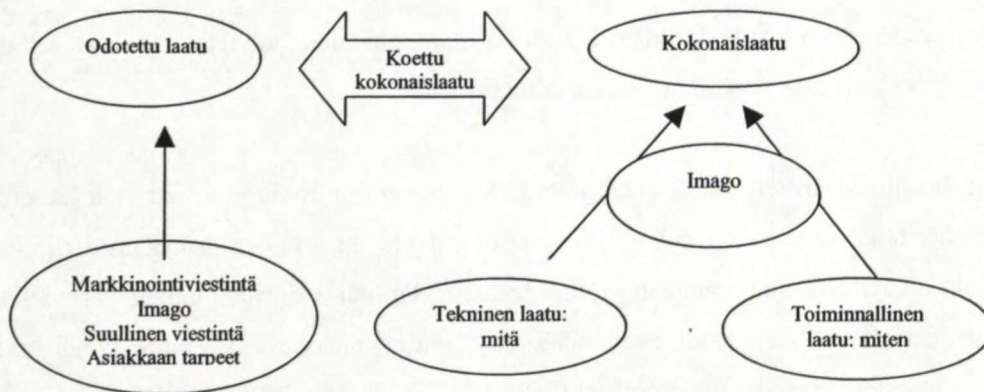 Odotettu laatu
Koettu
kokonaislaatu
Kokonaislaatu
Imago
Markkinointiviestintä
Imago
Suullinen viestintä
Asiakkaan tarpeet
Tekninen laatu:
mitä
Toiminnallinen
laatu: miten